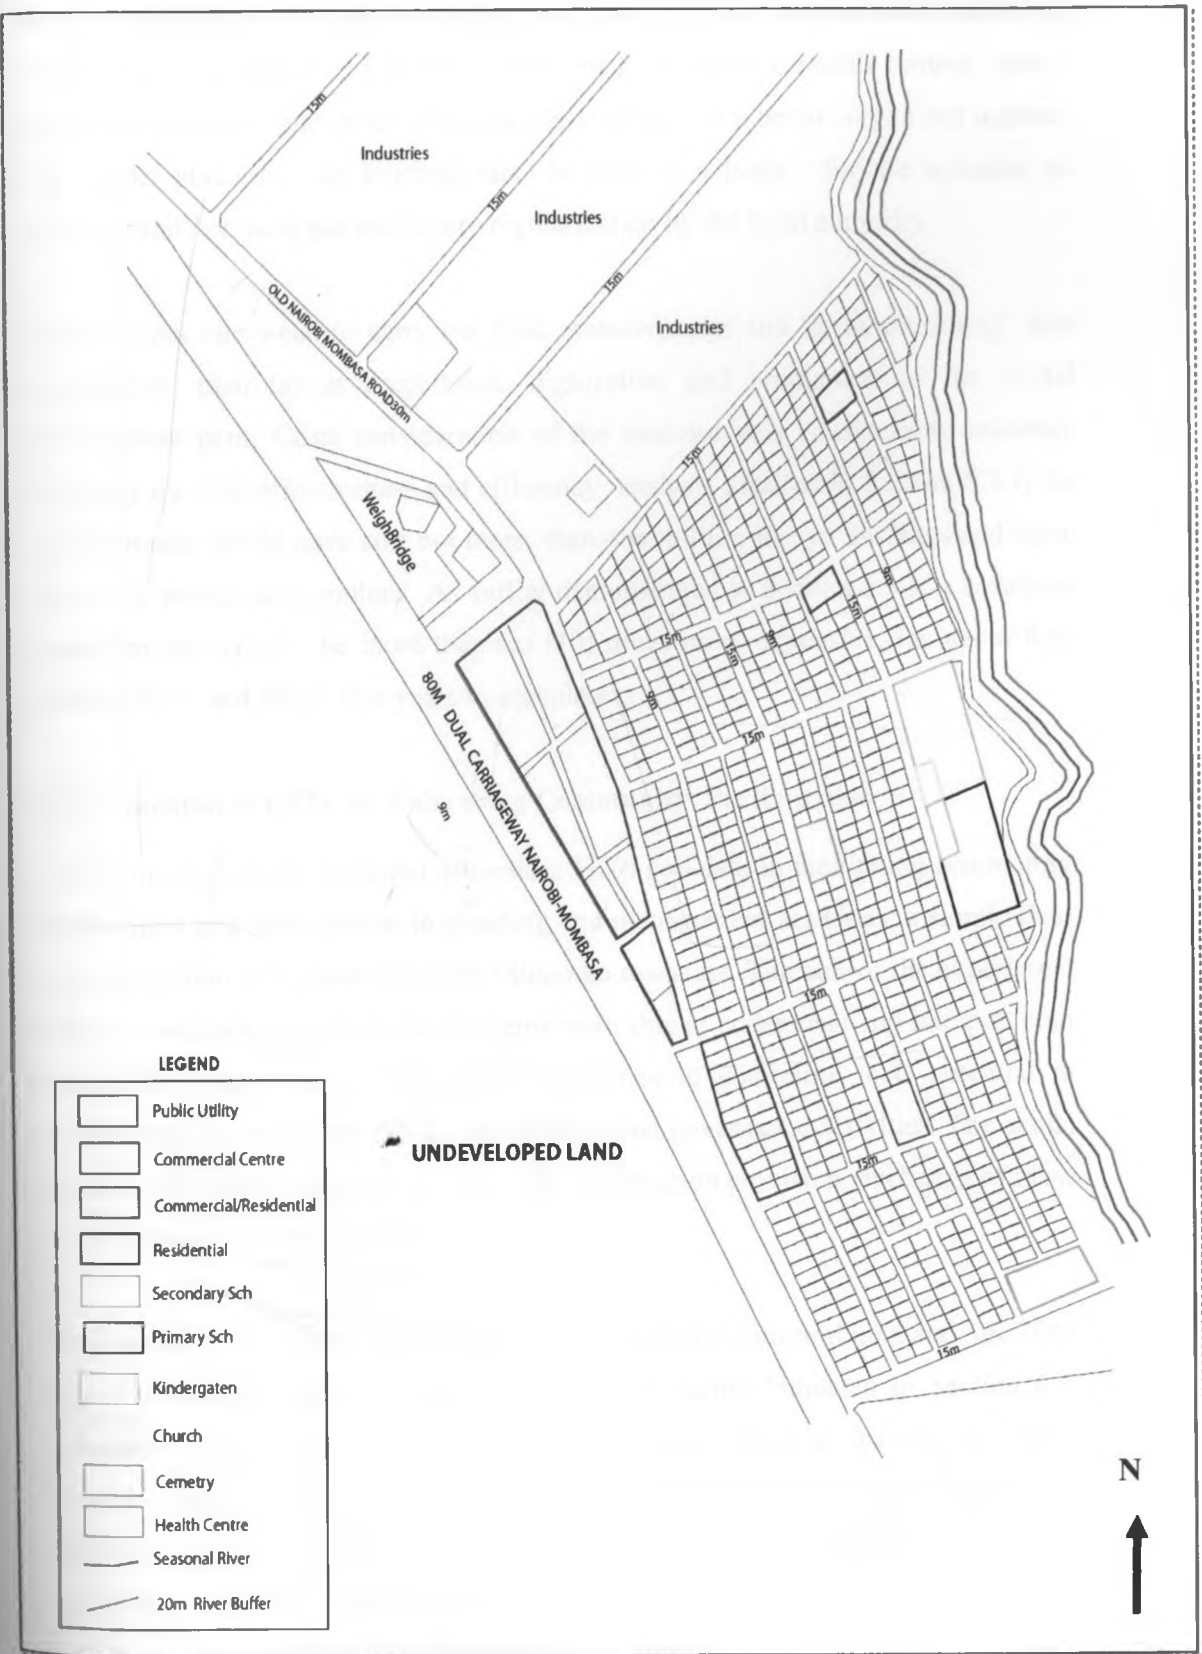 15m
Industries
15m
Industries
15m
Industries
OLD NAIROBI MOMBASA ROAD30m
15m
WeighBridge
9m
15m
15m
15m
9m
9m
15m
80M DUAL CARRIAGEWAY NAIROBI-MOMBASA
9m
15m
UNDEVELOPED LAND
15m
15m
LEGEND
Public Utility
Commercial Centre
Commercial/Residential
Residential
Secondary Sch
Primary Sch
Kindergaten
Church
Cemetry
Health Centre
Seasonal River
20m River Buffer
N